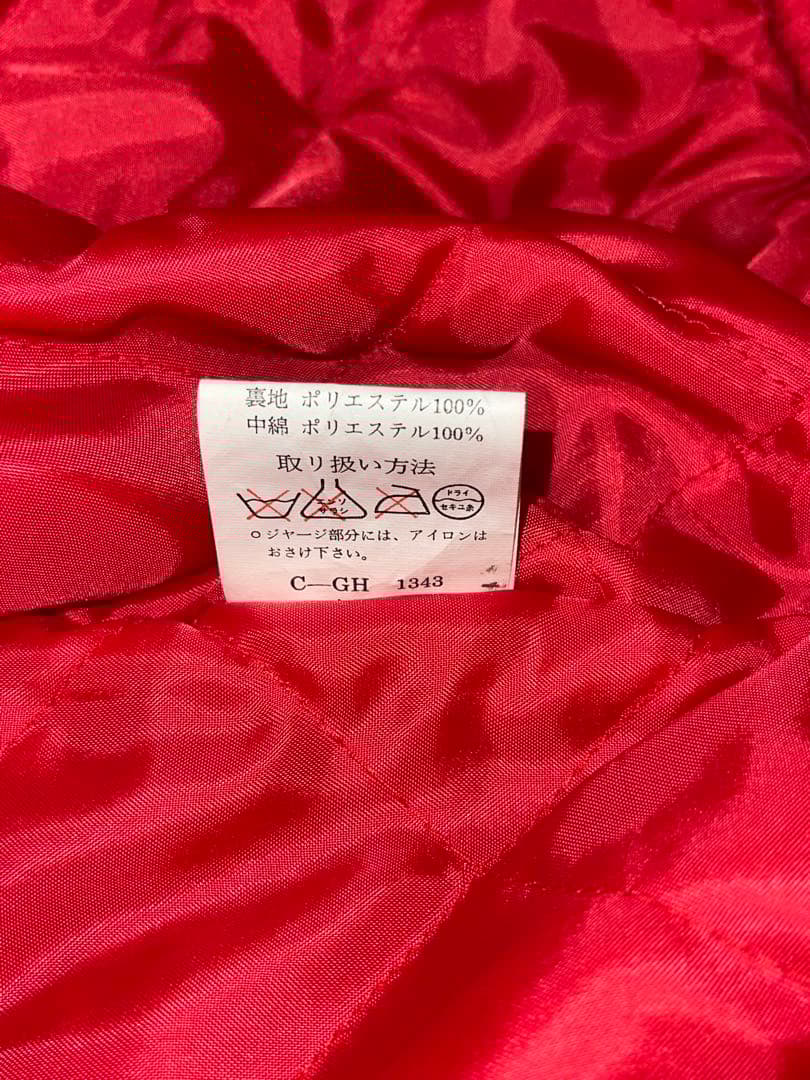 裏地 ポリエステル100%
中綿 ポリエステル100%
取り扱い方法
エンソ サラシ ドライ セキユ系
○ジャージ部分には、アイロンは
おさけ下さい。
C—GH 1343